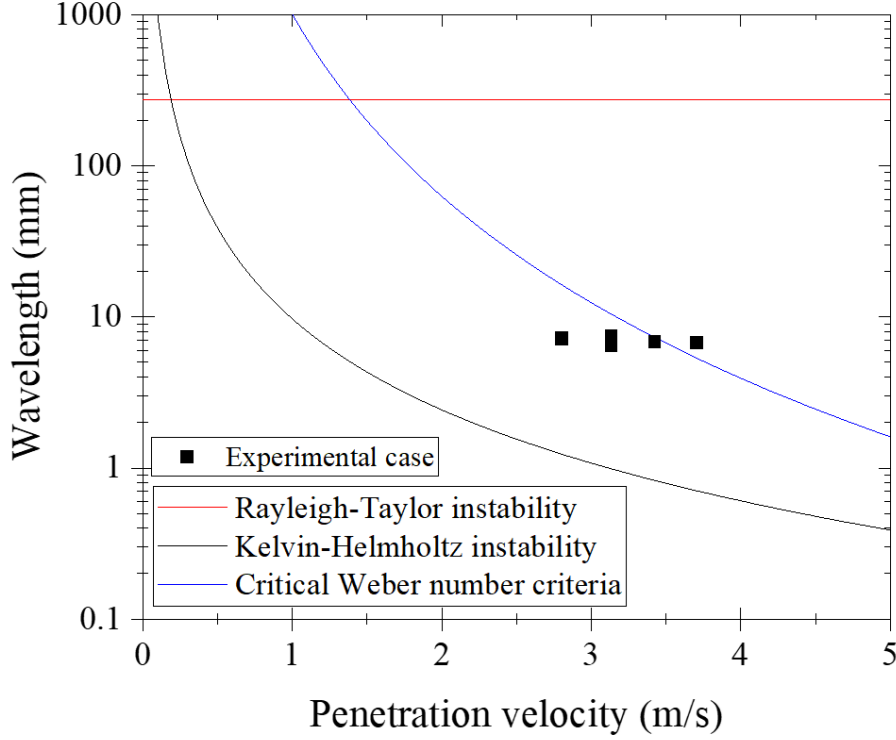 1000
100
10
1
0.1
Wavelength (mm)
Experimental case
Rayleigh-Taylor instability
Kelvin-Helmholtz instability
Critical Weber number criteria
0 1 2 3 4 5
Penetration velocity (m/s)